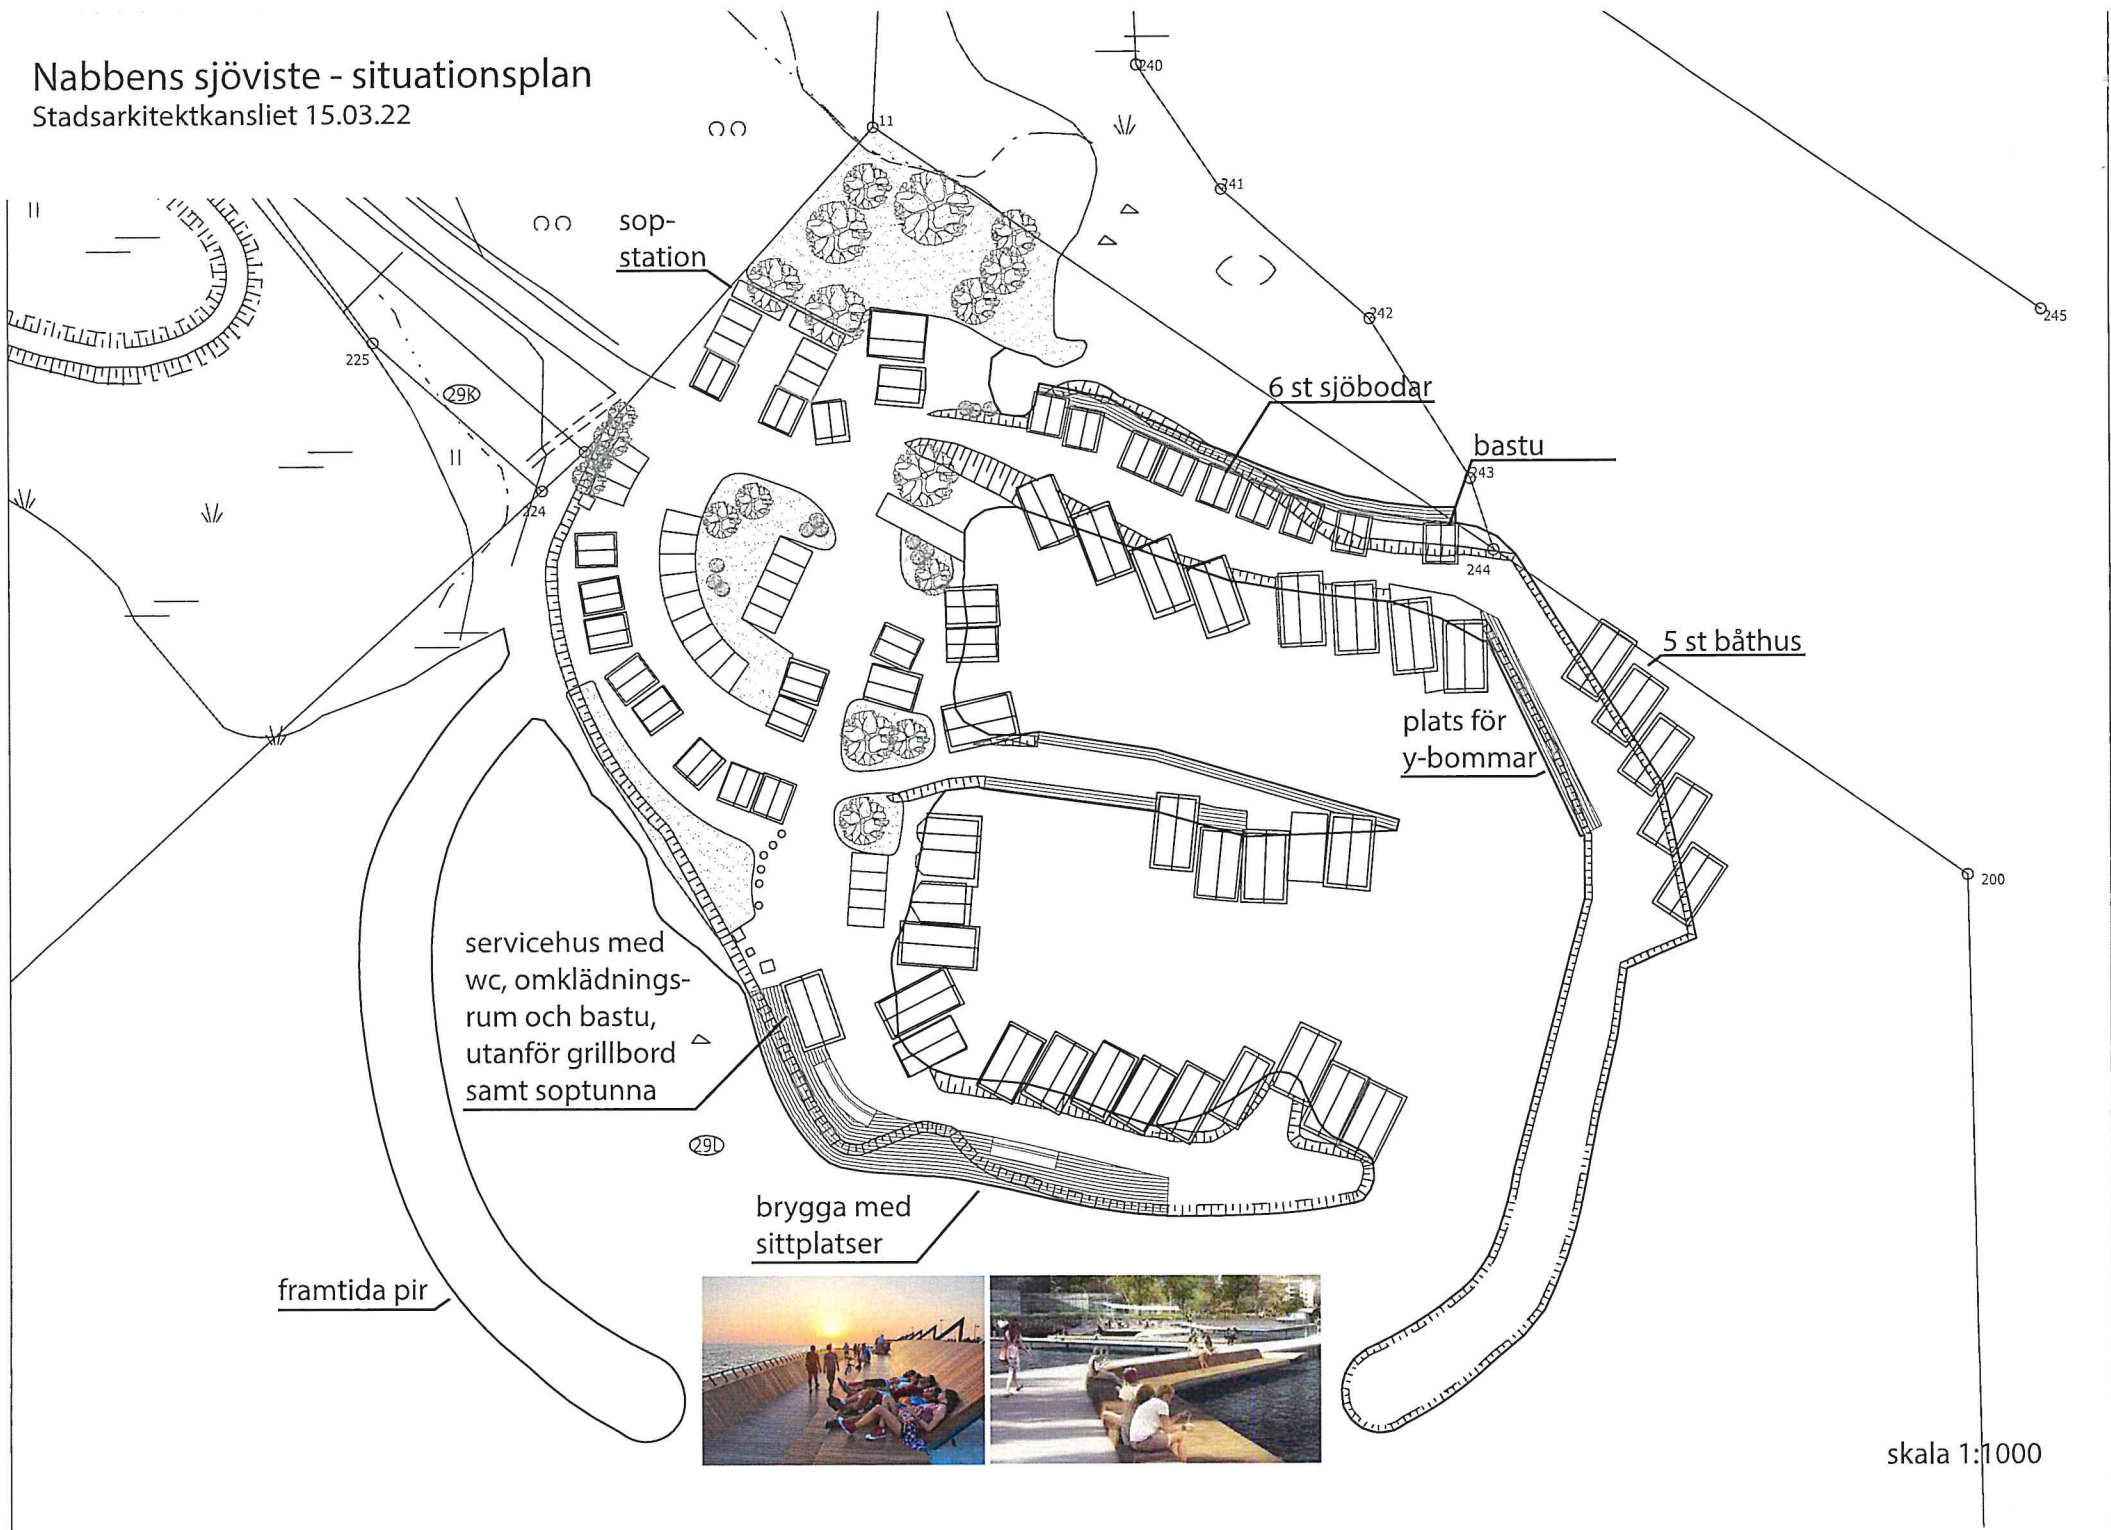 Nabbens sjöviste - situationsplan
Stadsarkitektkansliet 15.03.22
240
11
241
sop-
station
242
245
225
29K
6 st sjöbodar
bastu
243
224
244
5 st båthus
plats för
y-bommar
200
servicehus med
wc, omklädnings-
rum och bastu,
utanför grillbord
samt soptunna
29L
brygga med
sittplatser
framtida pir
skala 1:1000